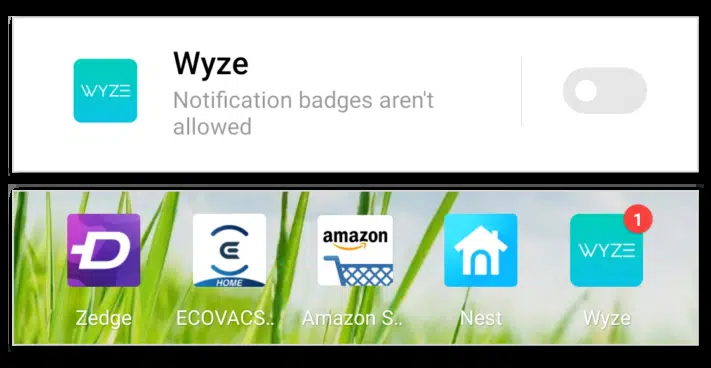 WYZE
Wyze
Notification badges aren't
allowed
HOME
amazon
1
WYZE
Zedge
ECOVACS..
Amazon S..
Nest
Wyze